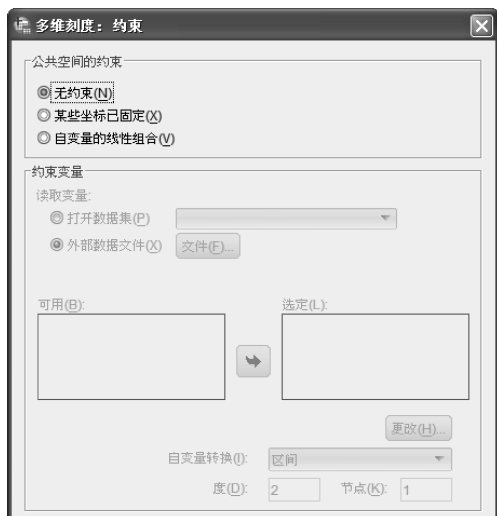 多维刻度：约束
公共空间的约束
无约束(N)
某些坐标已固定(X)
自变量的线性组合(V)
约束变量
读取变量:
打开数据集(P)
外部数据文件(X) 文件(F)...
可用(B): 选定(L):
更改(H)...
自变量转换(I): 区间
度(D): 2 节点(K): 1